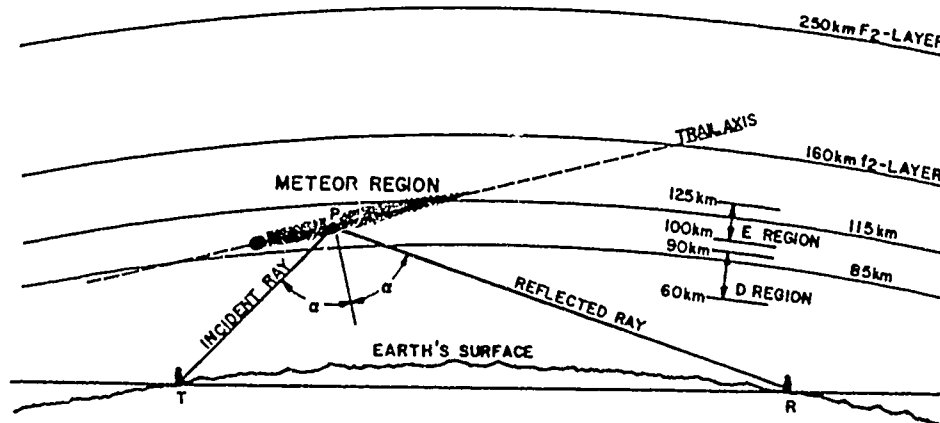 250km F2-LAYER
TRAIL AXIS
160km f2-LAYER
METEOR REGION
P
125km
115km
100km
E REGION
90km
85km
D REGION
60km
INCIDENT RAY
α
α
REFLECTED RAY
EARTH'S SURFACE
T
R